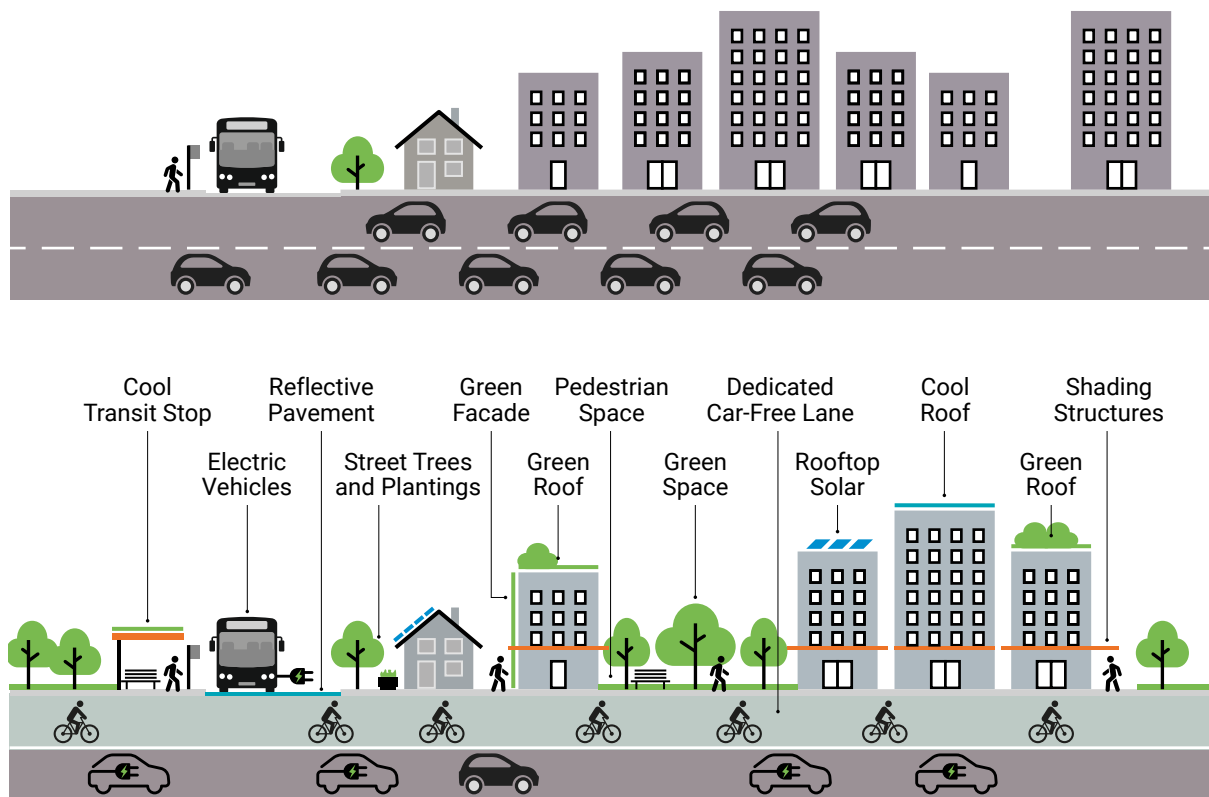 Cool
Transit Stop
Reflective
Pavement
Green
Facade
Pedestrian
Space
Dedicated
Car-Free Lane
Cool
Roof
Shading
Structures
Electric
Vehicles
Street Trees
and Plantings
Green
Roof
Green
Space
Rooftop
Solar
Green
Roof